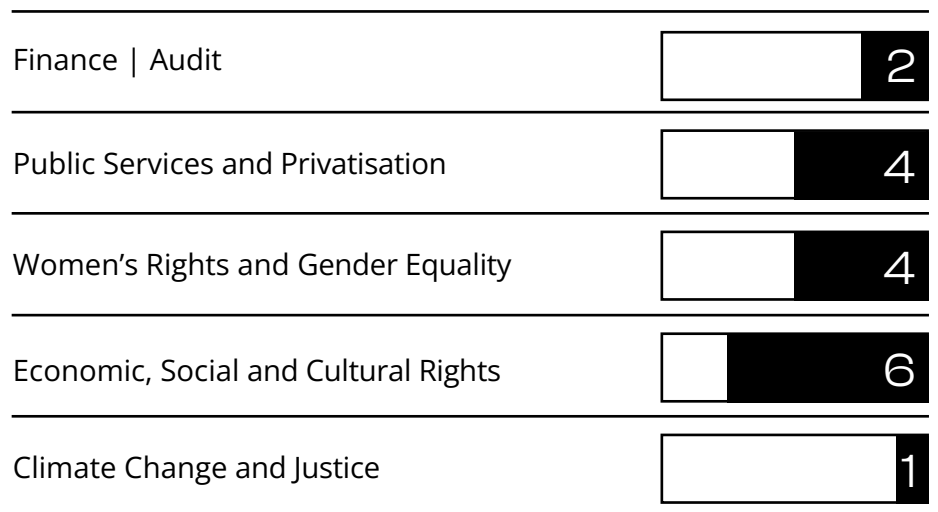 Finance | Audit 2
Public Services and Privatisation 4
Women’s Rights and Gender Equality 4
Economic, Social and Cultural Rights 6
Climate Change and Justice 1